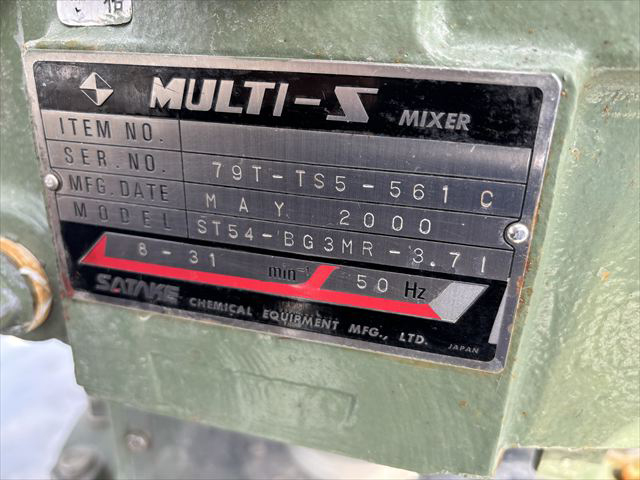 MULTI-S MIXER
ITEM NO.
SER. NO. 79T-TS5-561 C
MFG. DATE MAY 2000
MODEL ST54-BG3MR-3.71
8-31 min⁻¹ 50 Hz
SATAKE CHEMICAL EQUIPMENT MFG., LTD. JAPAN